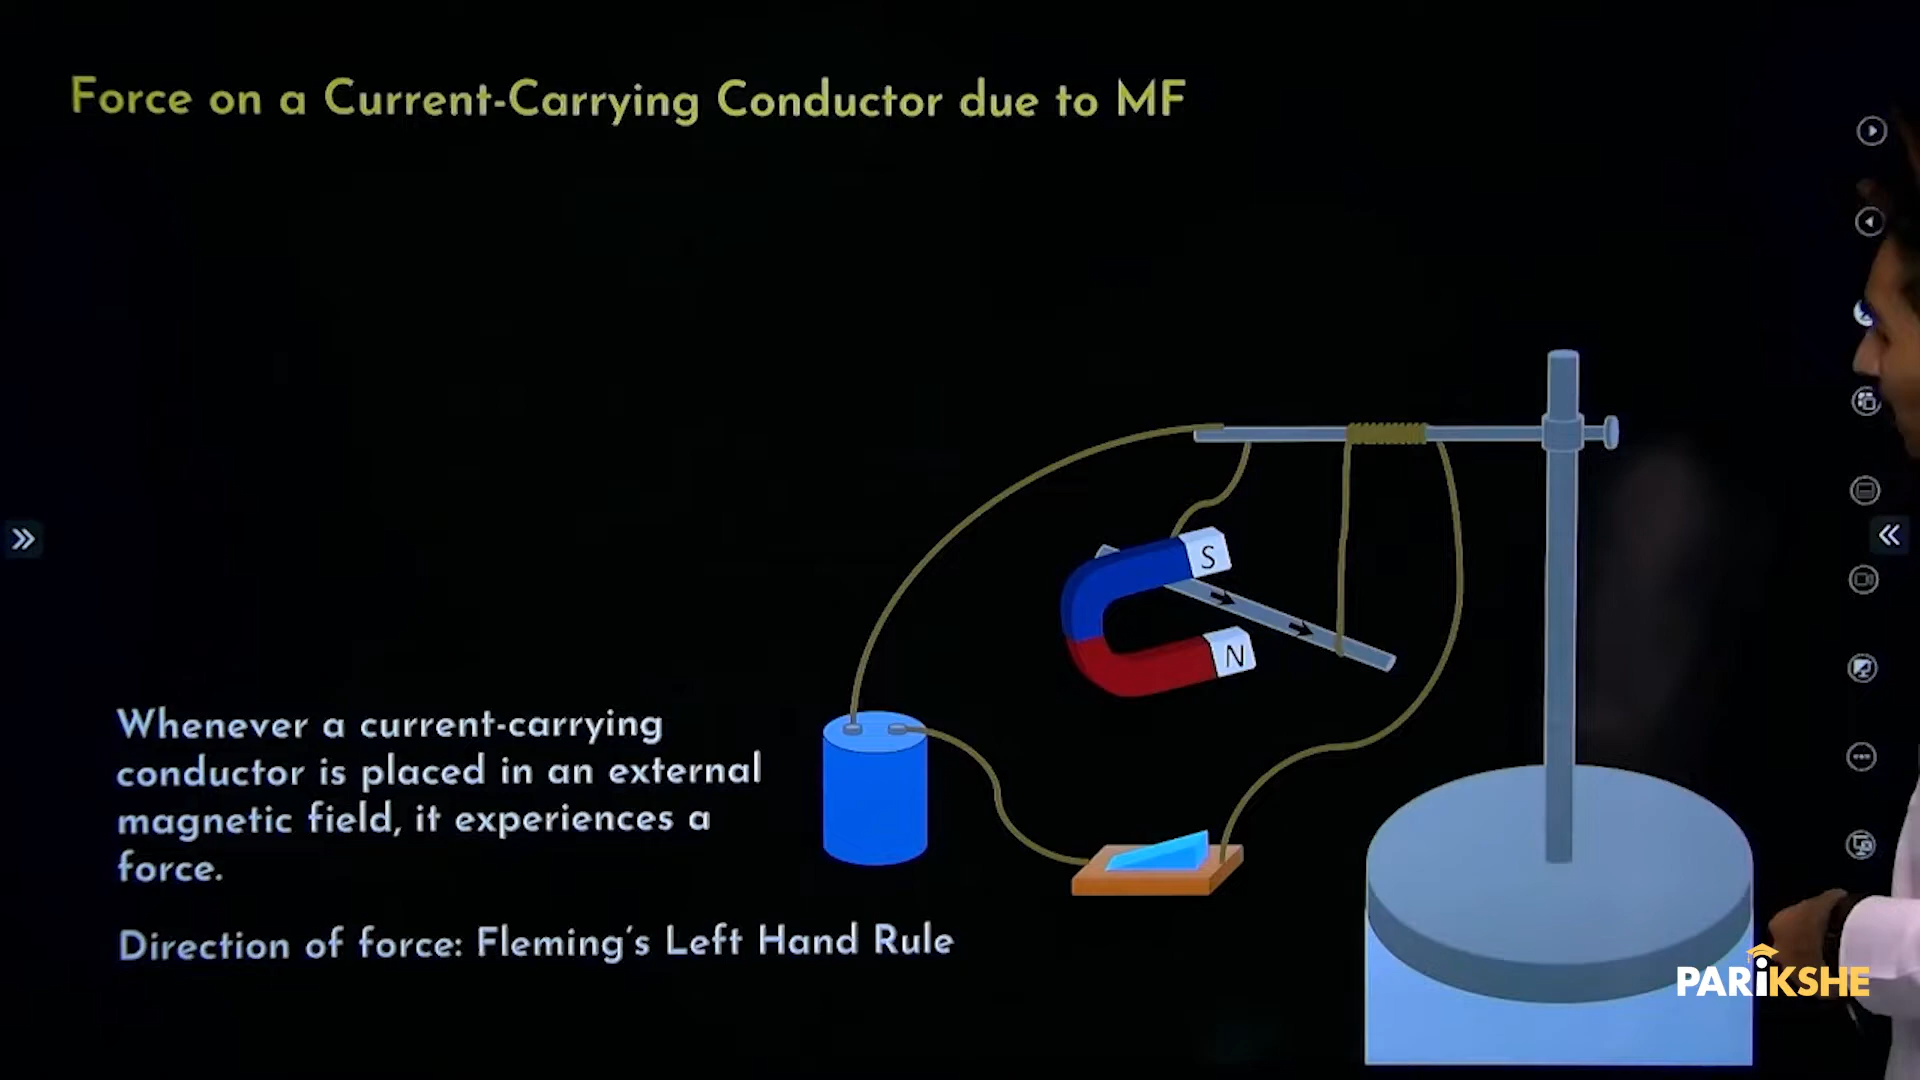 Force on a Current-Carrying Conductor due to MF
S
N
Whenever a current-carrying
conductor is placed in an external
magnetic field, it experiences a
force.
Direction of force: Fleming's Left Hand Rule
PARIKSHE